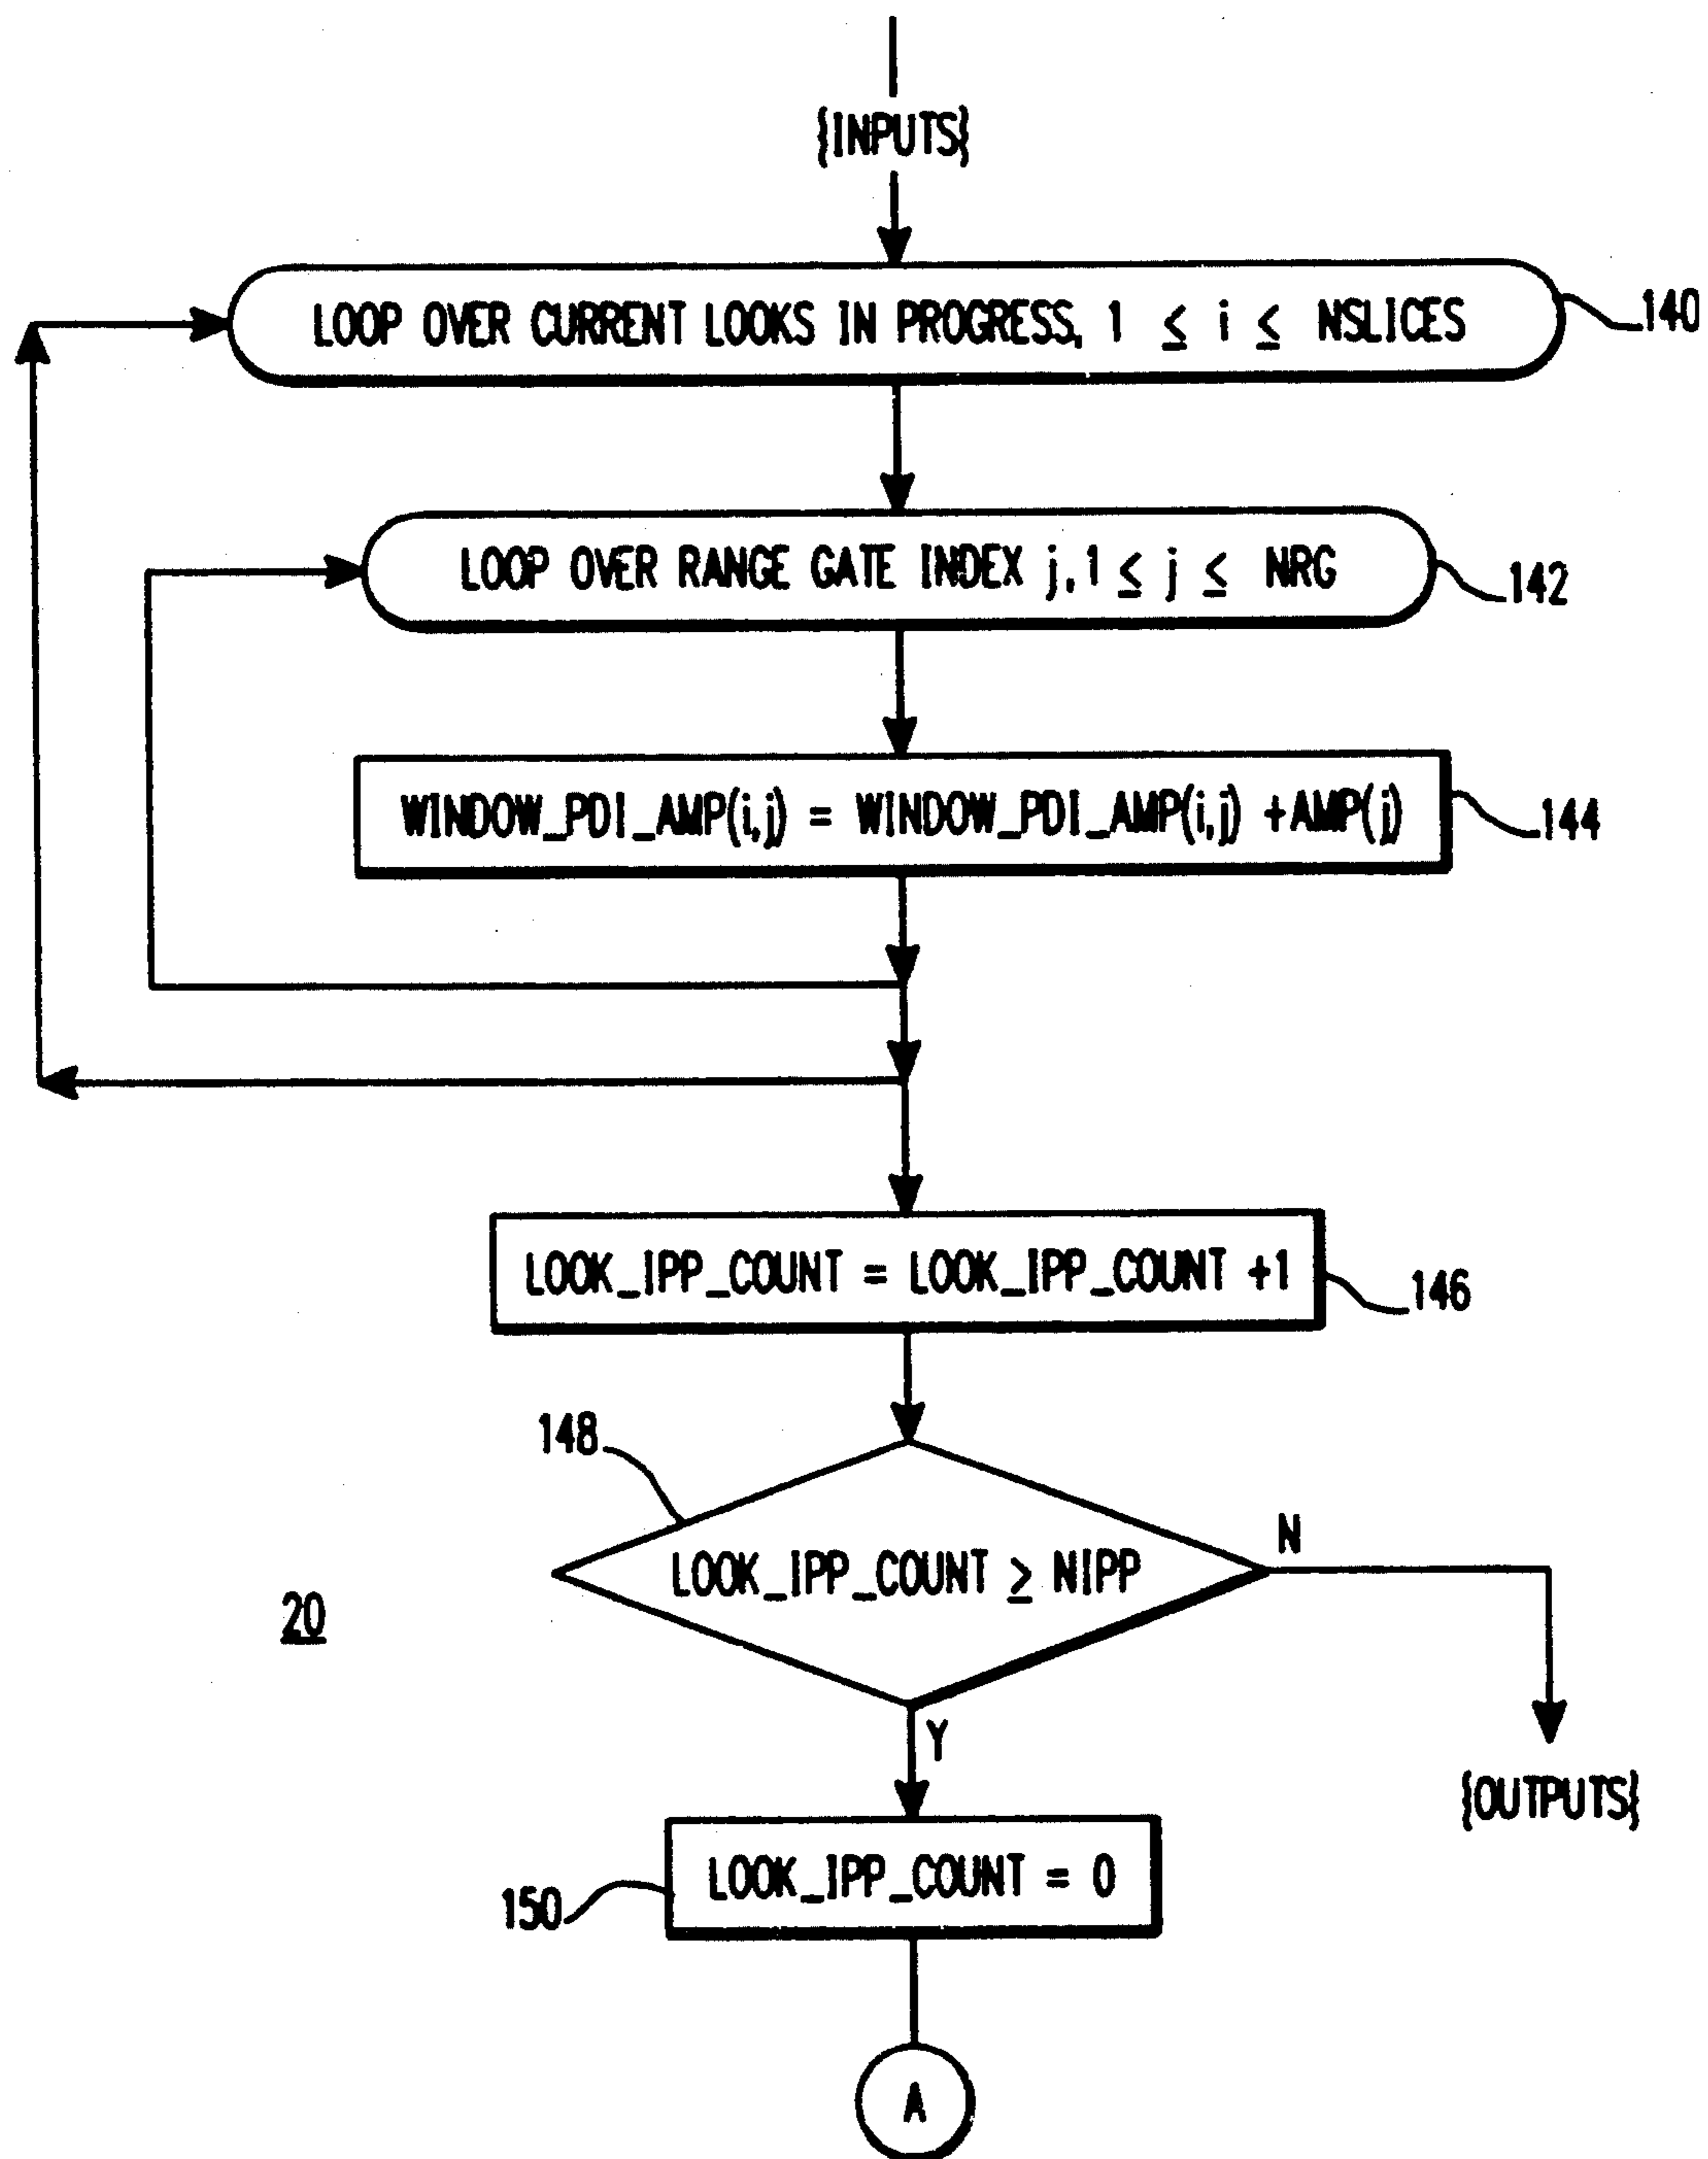 {INPUTS}
LOOP OVER CURRENT LOOKS IN PROGRESS, 1 ≤ i ≤ NSLICES
140
LOOP OVER RANGE GATE INDEX j, 1 ≤ j ≤ NRG
142
WINDOW_PDI_AMP(i,j) = WINDOW_PDI_AMP(i,j) +AMP(j)
144
LOOK_IPP_COUNT = LOOK_IPP_COUNT +1
146
148
LOOK_IPP_COUNT ≥ NIPP
N
20
Y
{OUTPUTS}
LOOK_IPP_COUNT = 0
150
A